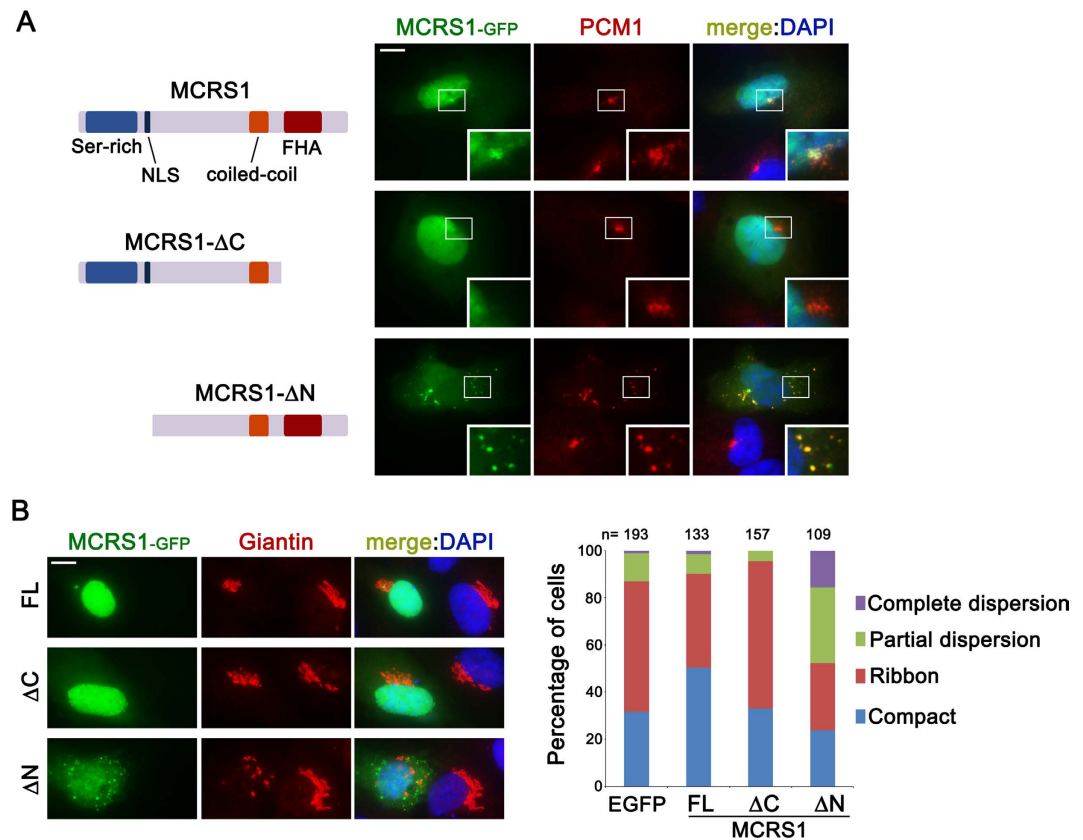 A
MCRS1-GFP PCM1 merge:DAPI
MCRS1
Ser-rich FHA
NLS coiled-coil
MCRS1-ΔC
MCRS1-ΔN
B
MCRS1-GFP Giantin merge:DAPI
FL
ΔC
ΔN
n= 193 133 157 109
Percentage of cells
100
80
60
40
20
0
Complete dispersion
Partial dispersion
Ribbon
Compact
EGFP FL ΔC ΔN
MCRS1